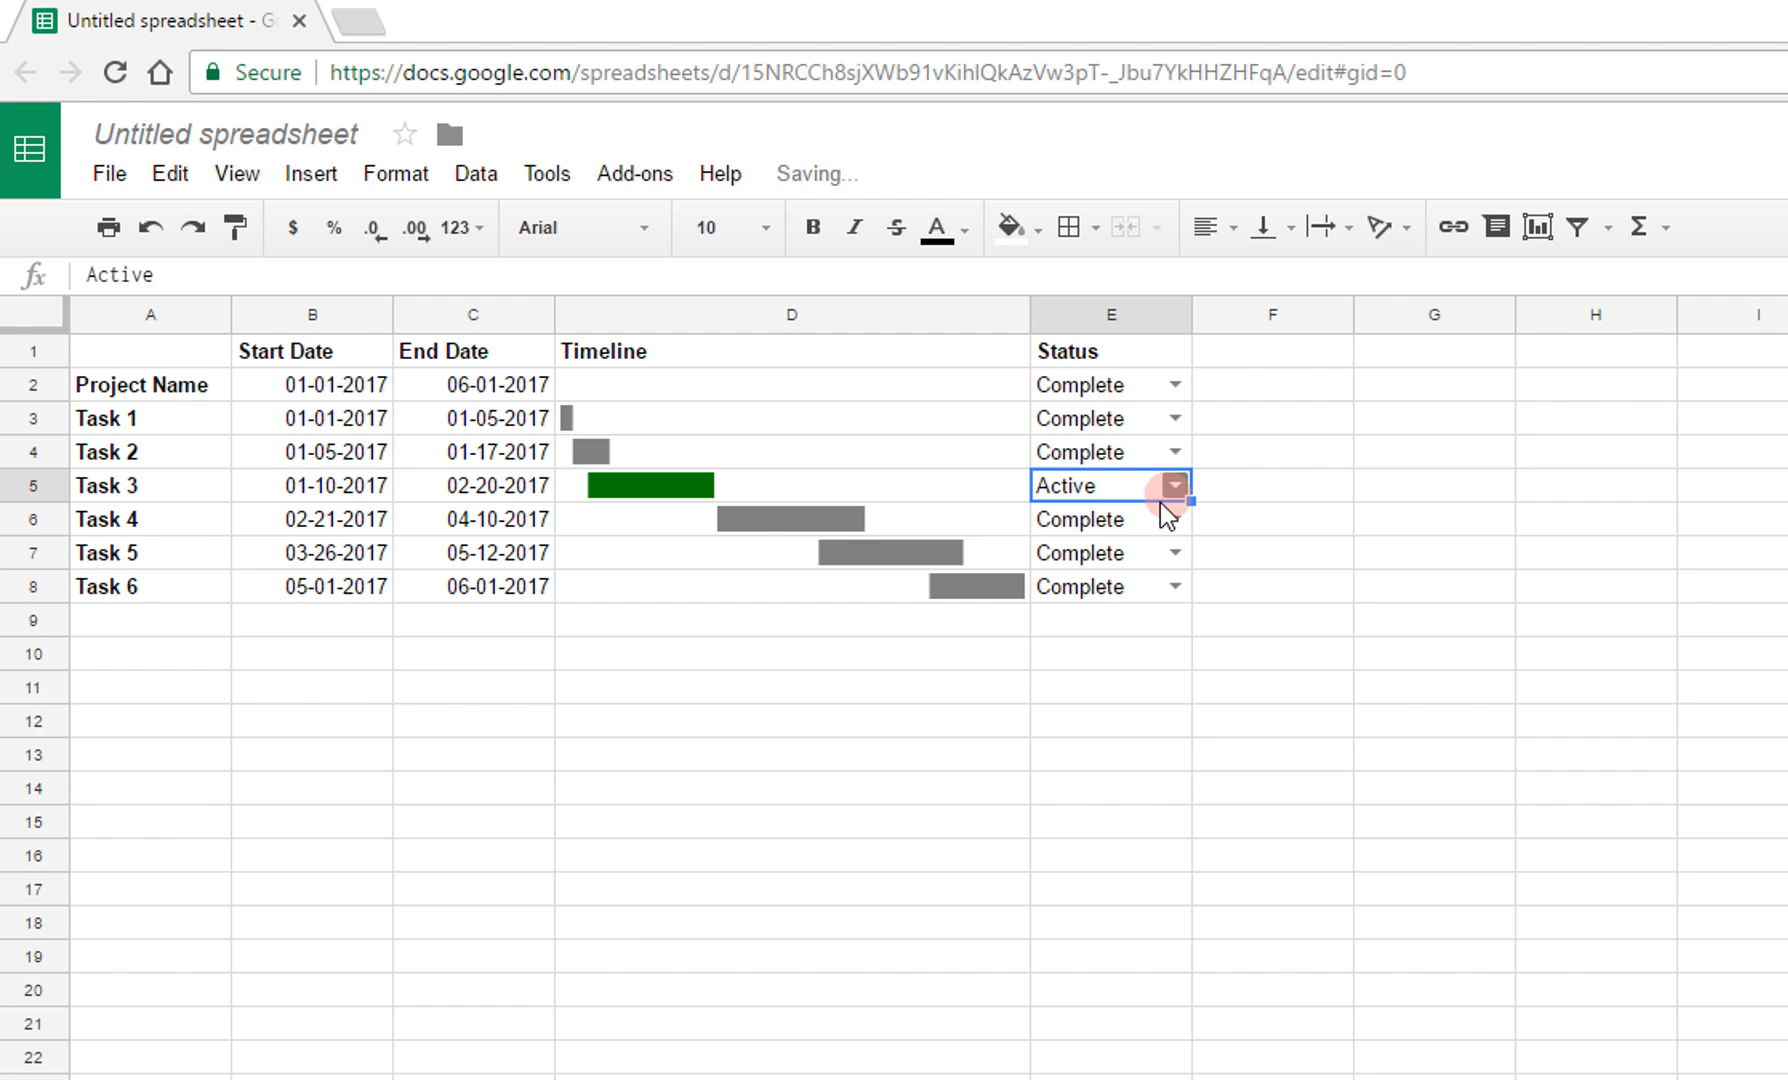 Untitled spreadsheet - Go
Secure https://docs.google.com/spreadsheets/d/15NRCCh8sjXWb91vKihlQkAzVw3pT-_Jbu7YkHHZHFqA/edit#gid=0
Untitled spreadsheet
File Edit View Insert Format Data Tools Add-ons Help Saving...
$ % .0 .00 123 Arial 10 B I S A Σ
fx Active
A B C D E F G H I
1 Start Date End Date Timeline Status
2 Project Name 01-01-2017 06-01-2017 Complete
3 Task 1 01-01-2017 01-05-2017 Complete
4 Task 2 01-05-2017 01-17-2017 Complete
5 Task 3 01-10-2017 02-20-2017 Active
6 Task 4 02-21-2017 04-10-2017 Complete
7 Task 5 03-26-2017 05-12-2017 Complete
8 Task 6 05-01-2017 06-01-2017 Complete
9
10
11
12
13
14
15
16
17
18
19
20
21
22